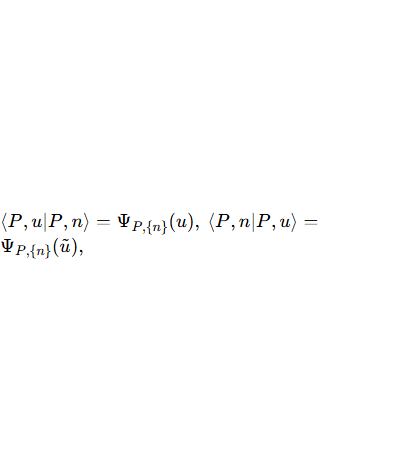 ⟨P, u|P, n⟩ = Ψ_{P,{n}}(u), ⟨P, n|P, u⟩ =
Ψ_{P,{n}}(ũ),